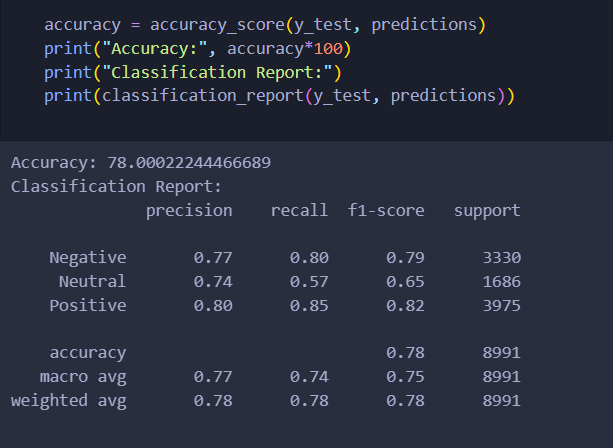 accuracy = accuracy_score(y_test, predictions)
print("Accuracy:", accuracy*100)
print("Classification Report:")
print(classification_report(y_test, predictions))
Accuracy: 78.00022244466689
Classification Report:
precision recall f1-score support
Negative 0.77 0.80 0.79 3330
Neutral 0.74 0.57 0.65 1686
Positive 0.80 0.85 0.82 3975
accuracy 0.78 8991
macro avg 0.77 0.74 0.75 8991
weighted avg 0.78 0.78 0.78 8991